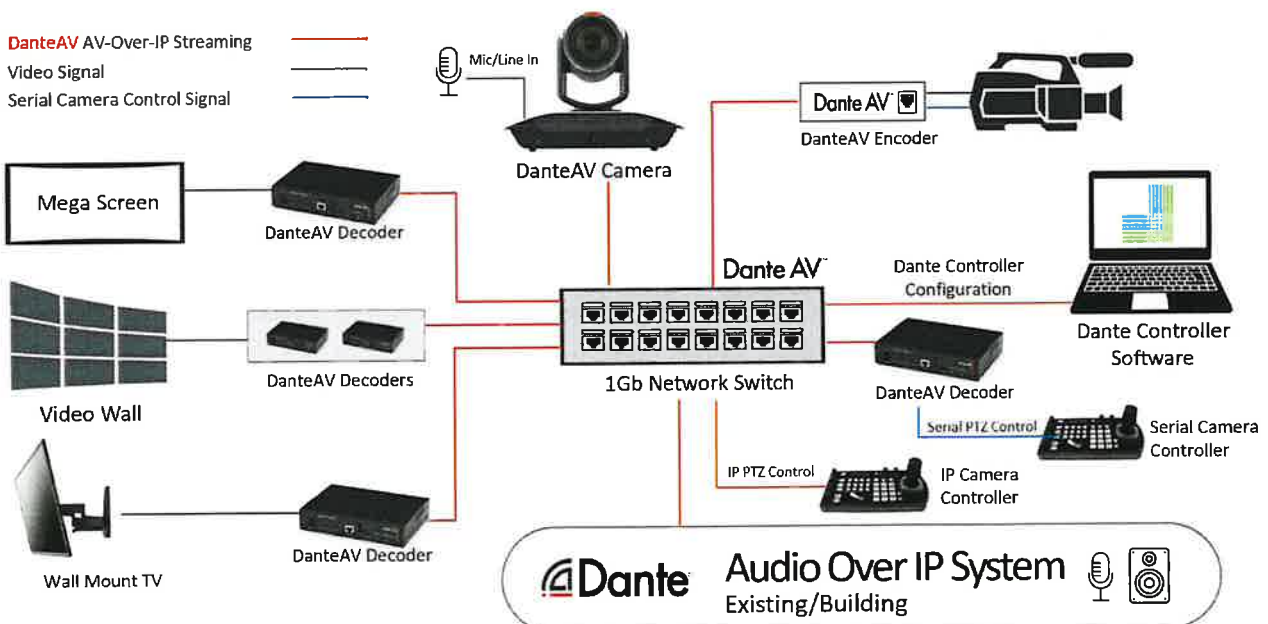 DanteAV AV-Over-IP Streaming
Video Signal
Serial Camera Control Signal
Mic/Line In
DanteAV Camera
Dante AV™
DanteAV Encoder
Mega Screen
DanteAV Decoder
Dante AV™
Dante Controller
Configuration
Dante Controller
Software
DanteAV Decoders
1Gb Network Switch
DanteAV Decoder
Video Wall
Serial PTZ Control
Serial Camera
Controller
IP PTZ Control
IP Camera
Controller
DanteAV Decoder
Wall Mount TV
Dante
Audio Over IP System
Existing/Building